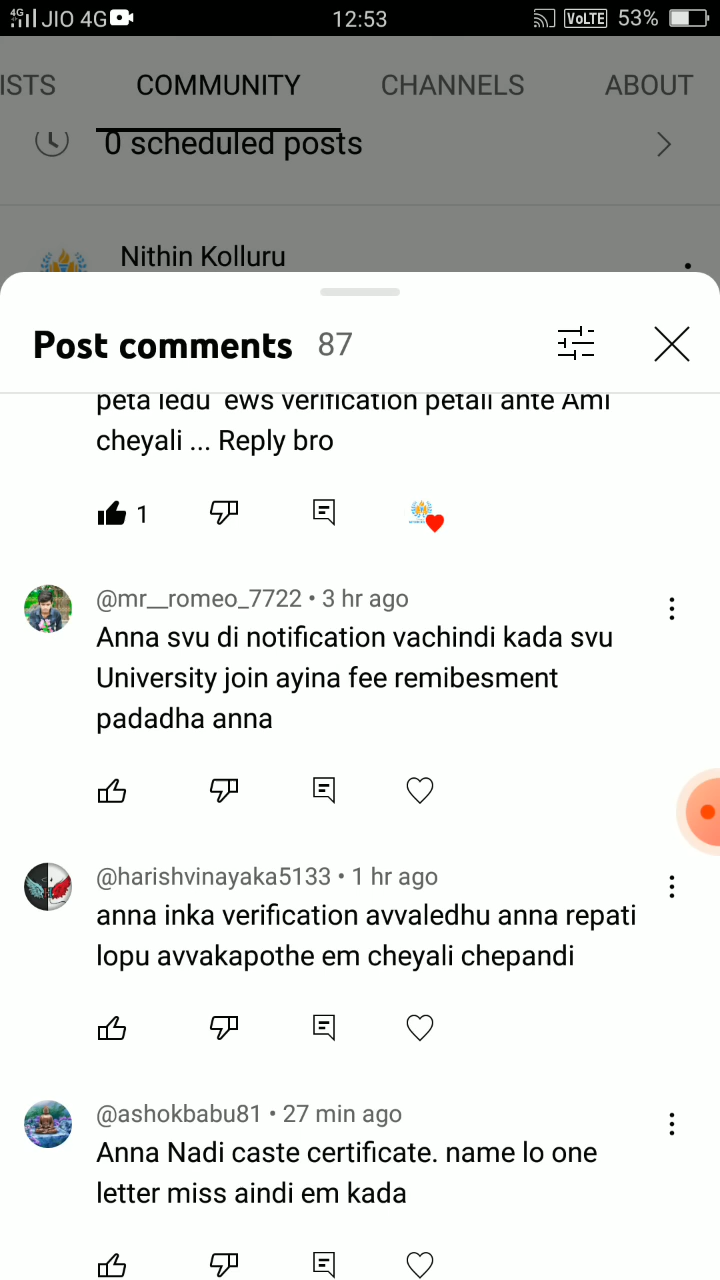 4G JIO 4G 12:53 VoLTE 53%
ISTS COMMUNITY CHANNELS ABOUT
0 scheduled posts
Nithin Kolluru
Post comments 87
peta ledu ews verification petali ante Ami
cheyali ... Reply bro
1
@mr__romeo_7722 • 3 hr ago
Anna svu di notification vachindi kada svu
University join ayina fee remibesment
padadha anna
@harishvinayaka5133 • 1 hr ago
anna inka verification avvaledhu anna repati
lopu avvakapothe em cheyali chepandi
@ashokbabu81 • 27 min ago
Anna Nadi caste certificate. name lo one
letter miss aindi em kada